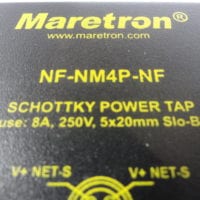 Maretron®
www.maretron.com
NF-NM4P-NF
SCHOTTKY POWER TAP
use: 8A, 250V, 5x20mm Slo-B
V+ NET-S
V+ NET-S